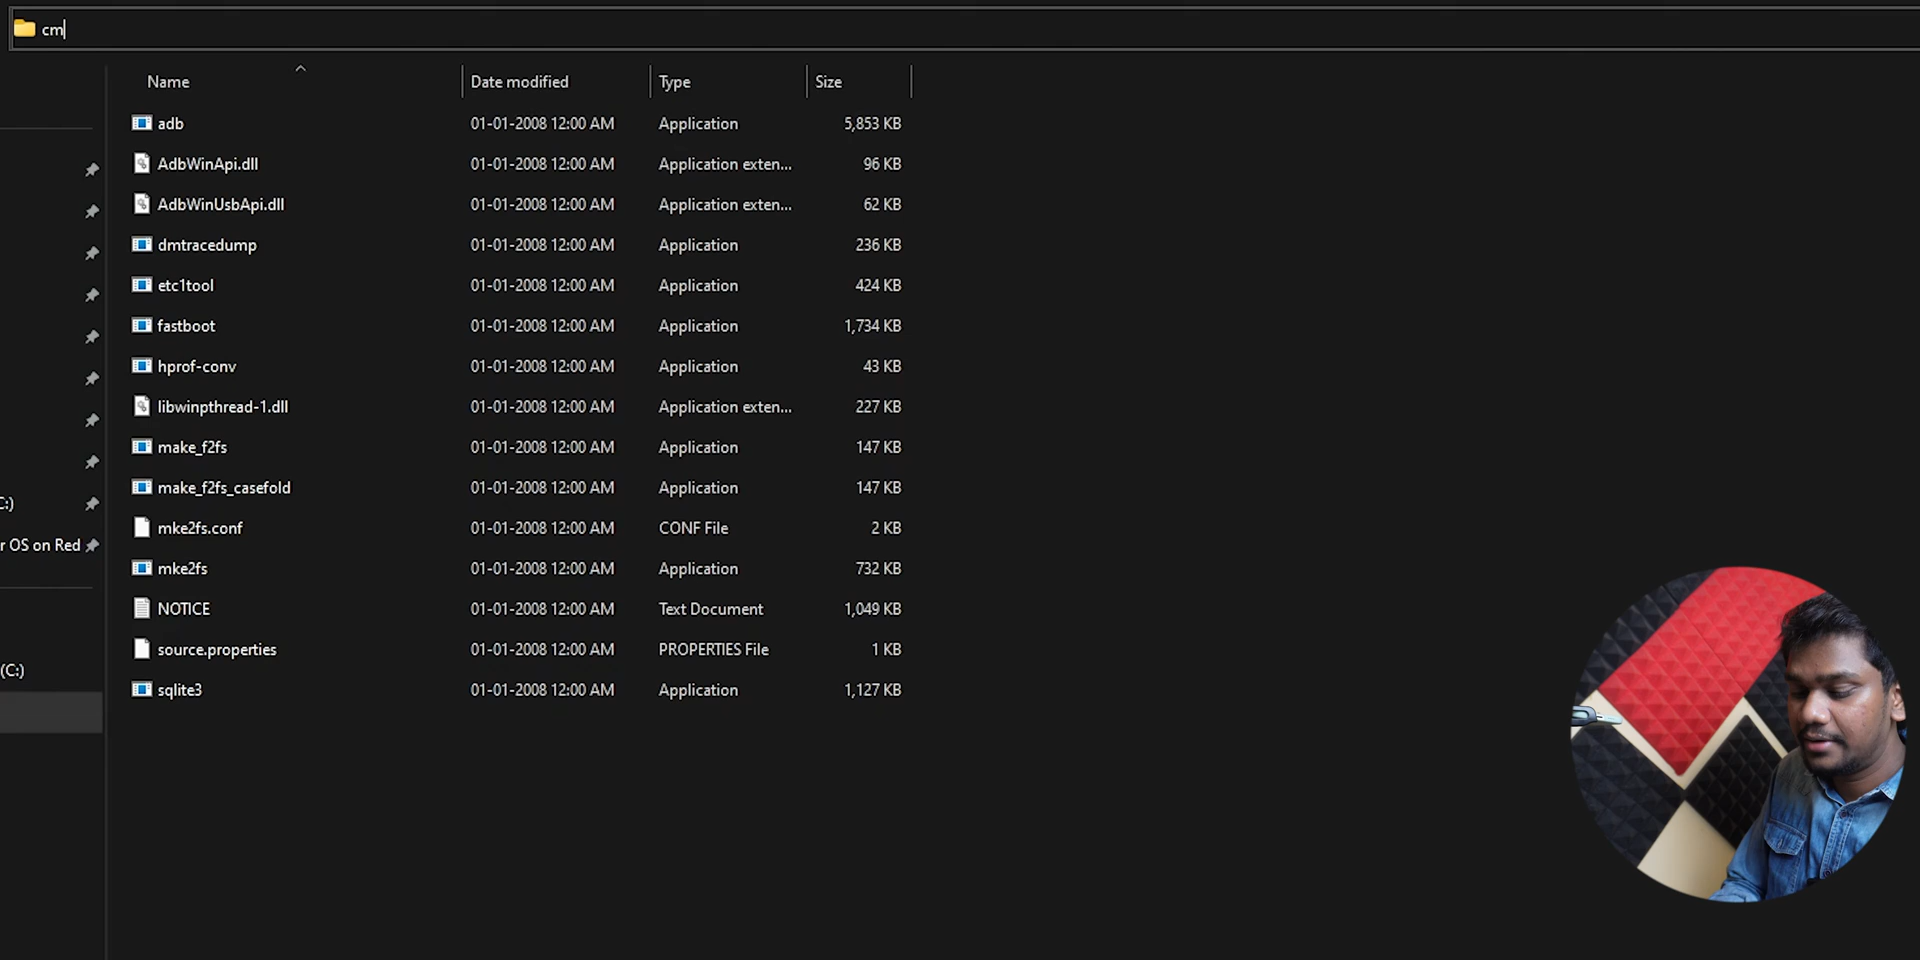 cm
Name Date modified Type Size
adb 01-01-2008 12:00 AM Application 5,853 KB
AdbWinApi.dll 01-01-2008 12:00 AM Application exten... 96 KB
AdbWinUsbApi.dll 01-01-2008 12:00 AM Application exten... 62 KB
dmtracedump 01-01-2008 12:00 AM Application 236 KB
etc1tool 01-01-2008 12:00 AM Application 424 KB
fastboot 01-01-2008 12:00 AM Application 1,734 KB
hprof-conv 01-01-2008 12:00 AM Application 43 KB
libwinpthread-1.dll 01-01-2008 12:00 AM Application exten... 227 KB
make_f2fs 01-01-2008 12:00 AM Application 147 KB
make_f2fs_casefold 01-01-2008 12:00 AM Application 147 KB
C:)
mke2fs.conf 01-01-2008 12:00 AM CONF File 2 KB
r OS on Red
mke2fs 01-01-2008 12:00 AM Application 732 KB
NOTICE 01-01-2008 12:00 AM Text Document 1,049 KB
source.properties 01-01-2008 12:00 AM PROPERTIES File 1 KB
(C:)
sqlite3 01-01-2008 12:00 AM Application 1,127 KB